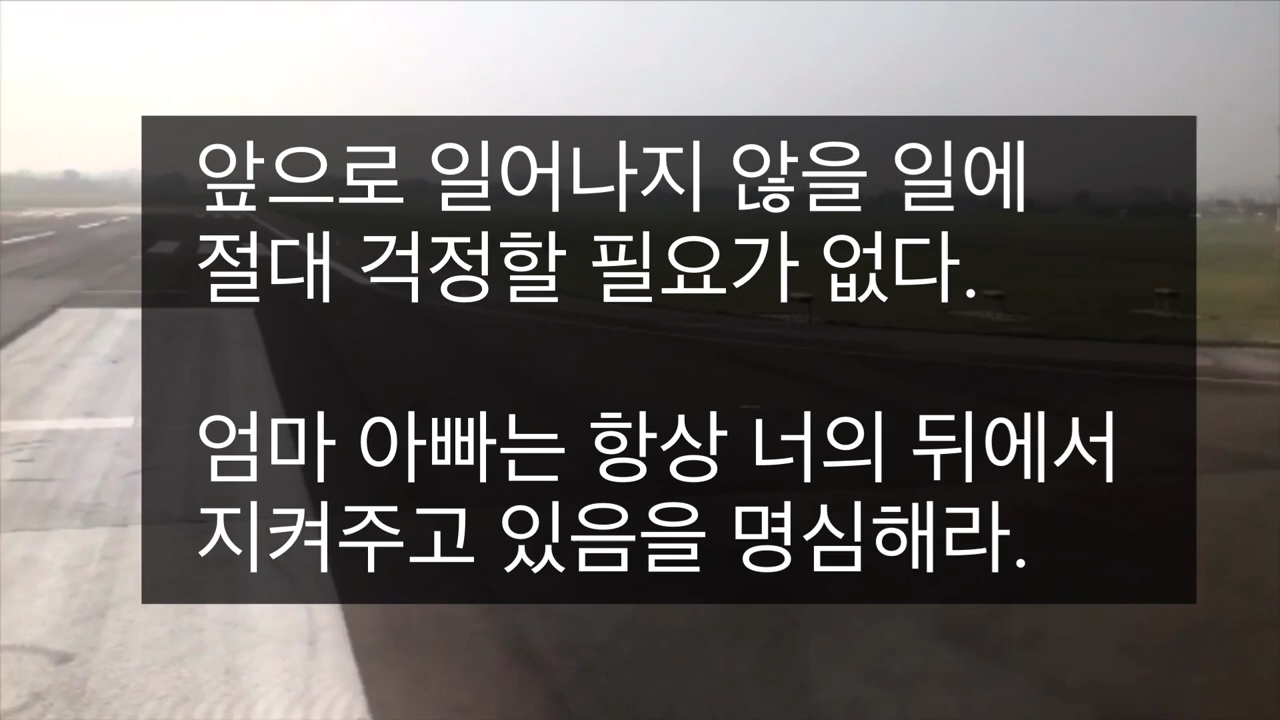 앞으로 일어나지 않을 일에
절대 걱정할 필요가 없다.
엄마 아빠는 항상 너의 뒤에서
지켜주고 있음을 명심해라.